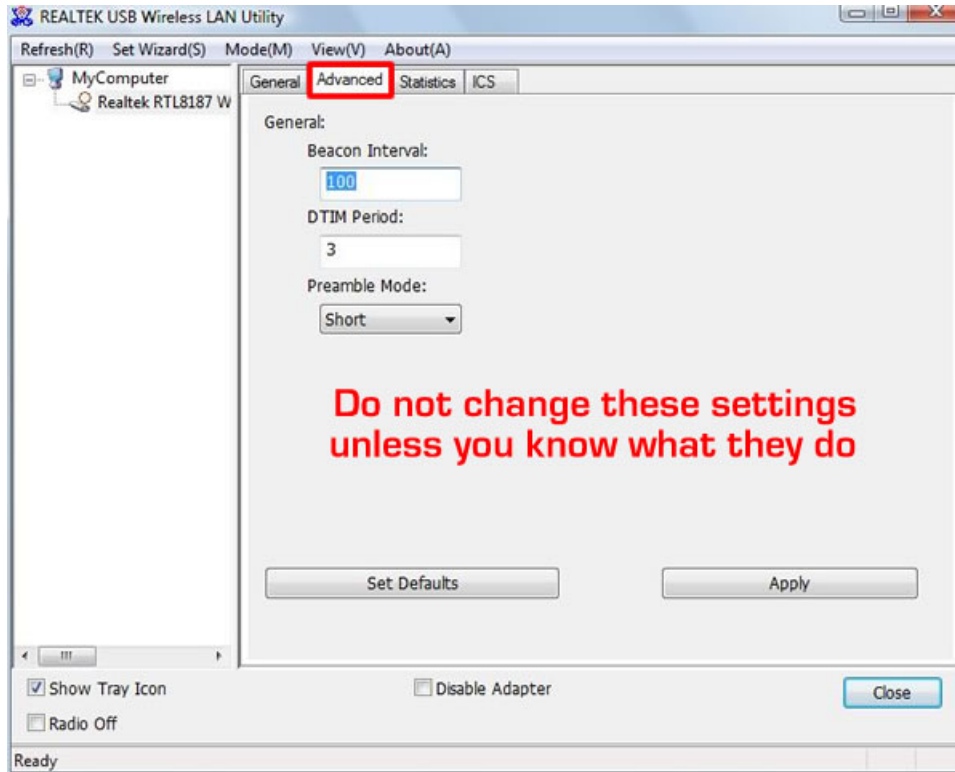 REALTEK USB Wireless LAN Utility
Refresh(R) Set Wizard(S) Mode(M) View(V) About(A)
MyComputer
Realtek RTL8187 W
General Advanced Statistics ICS
General:
Beacon Interval:
100
DTIM Period:
3
Preamble Mode:
Short
Do not change these settings
unless you know what they do
Set Defaults Apply
Show Tray Icon Disable Adapter Close
Radio Off
Ready